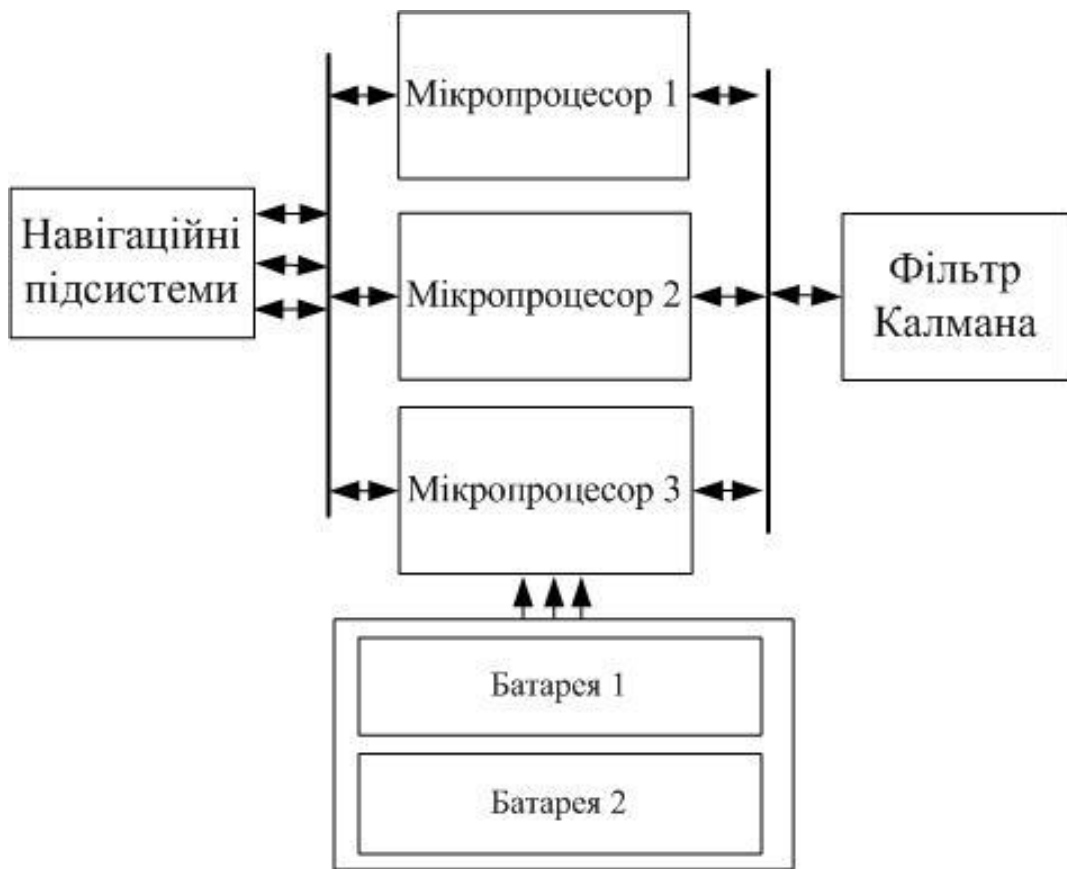 Мікропроцесор 1
Навігаційні
підсистеми
Мікропроцесор 2
Фільтр
Калмана
Мікропроцесор 3
Батарея 1
Батарея 2